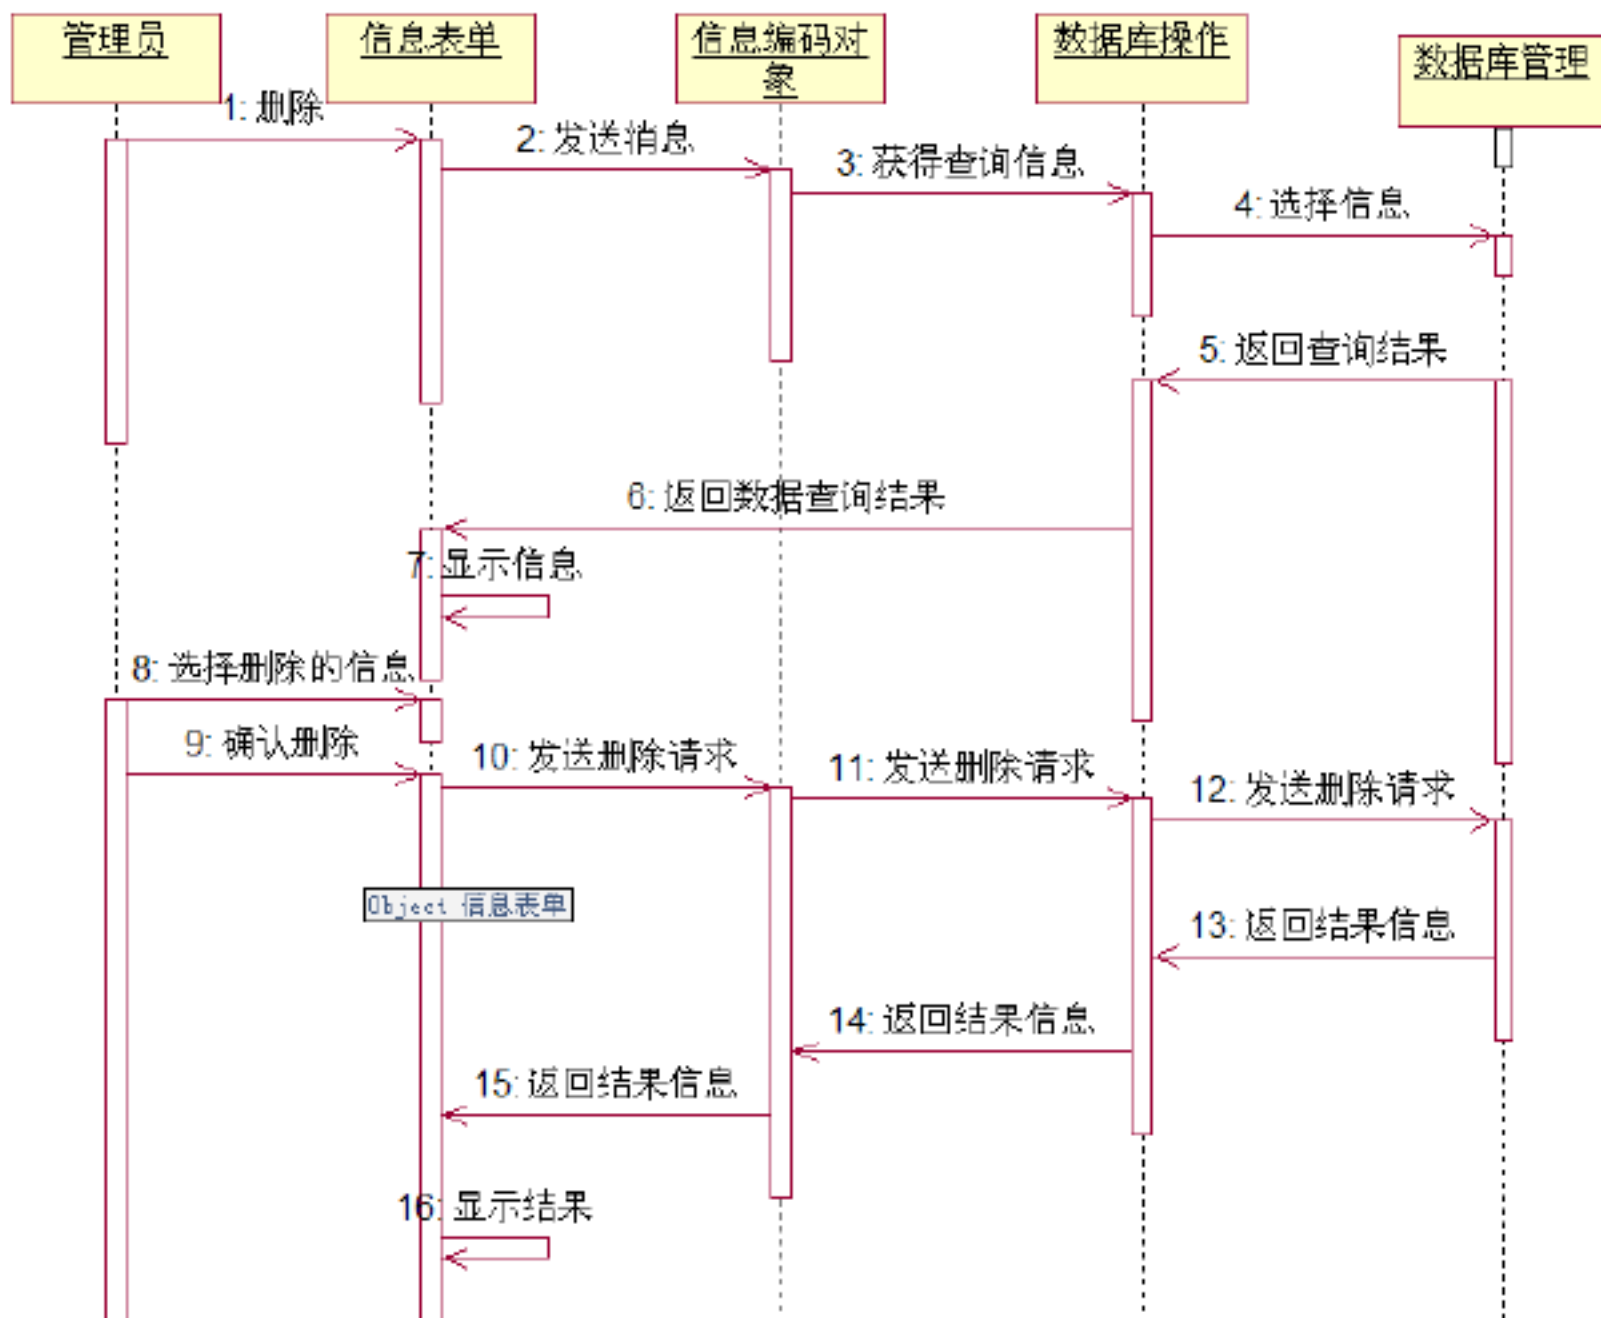 管理员
信息表单
信息编码对
象
数据库操作
数据库管理
1: 删除
2: 发送消息
3: 获得查询信息
4: 选择信息
5: 返回查询结果
6: 返回数据查询结果
7: 显示信息
8: 选择删除的信息
9: 确认删除
10: 发送删除请求
11: 发送删除请求
12: 发送删除请求
Object 信息表单
13: 返回结果信息
14: 返回结果信息
15: 返回结果信息
16: 显示结果